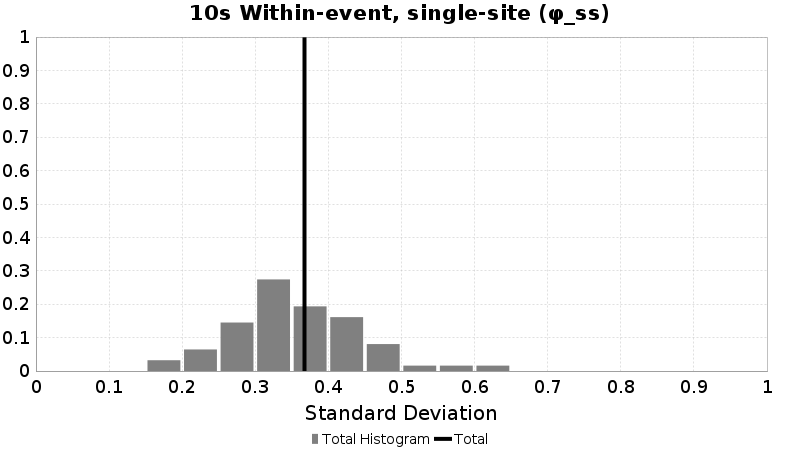 10s Within-event, single-site (φ_ss)
1
0.9
0.8
0.7
0.6
0.5
0.4
0.3
0.2
0.1
0
0 0.1 0.2 0.3 0.4 0.5 0.6 0.7 0.8 0.9 1
Standard Deviation
Total Histogram Total